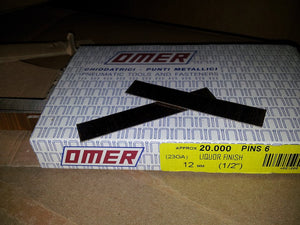 OMER
CHIODATRICI - PUNTI METALLICI
PNEUMATIC TOOLS AND FASTENERS
OMER
APPROX 20.000 PINS 6
(23GA) LIQUOR FINISH
12 MM (1/2")